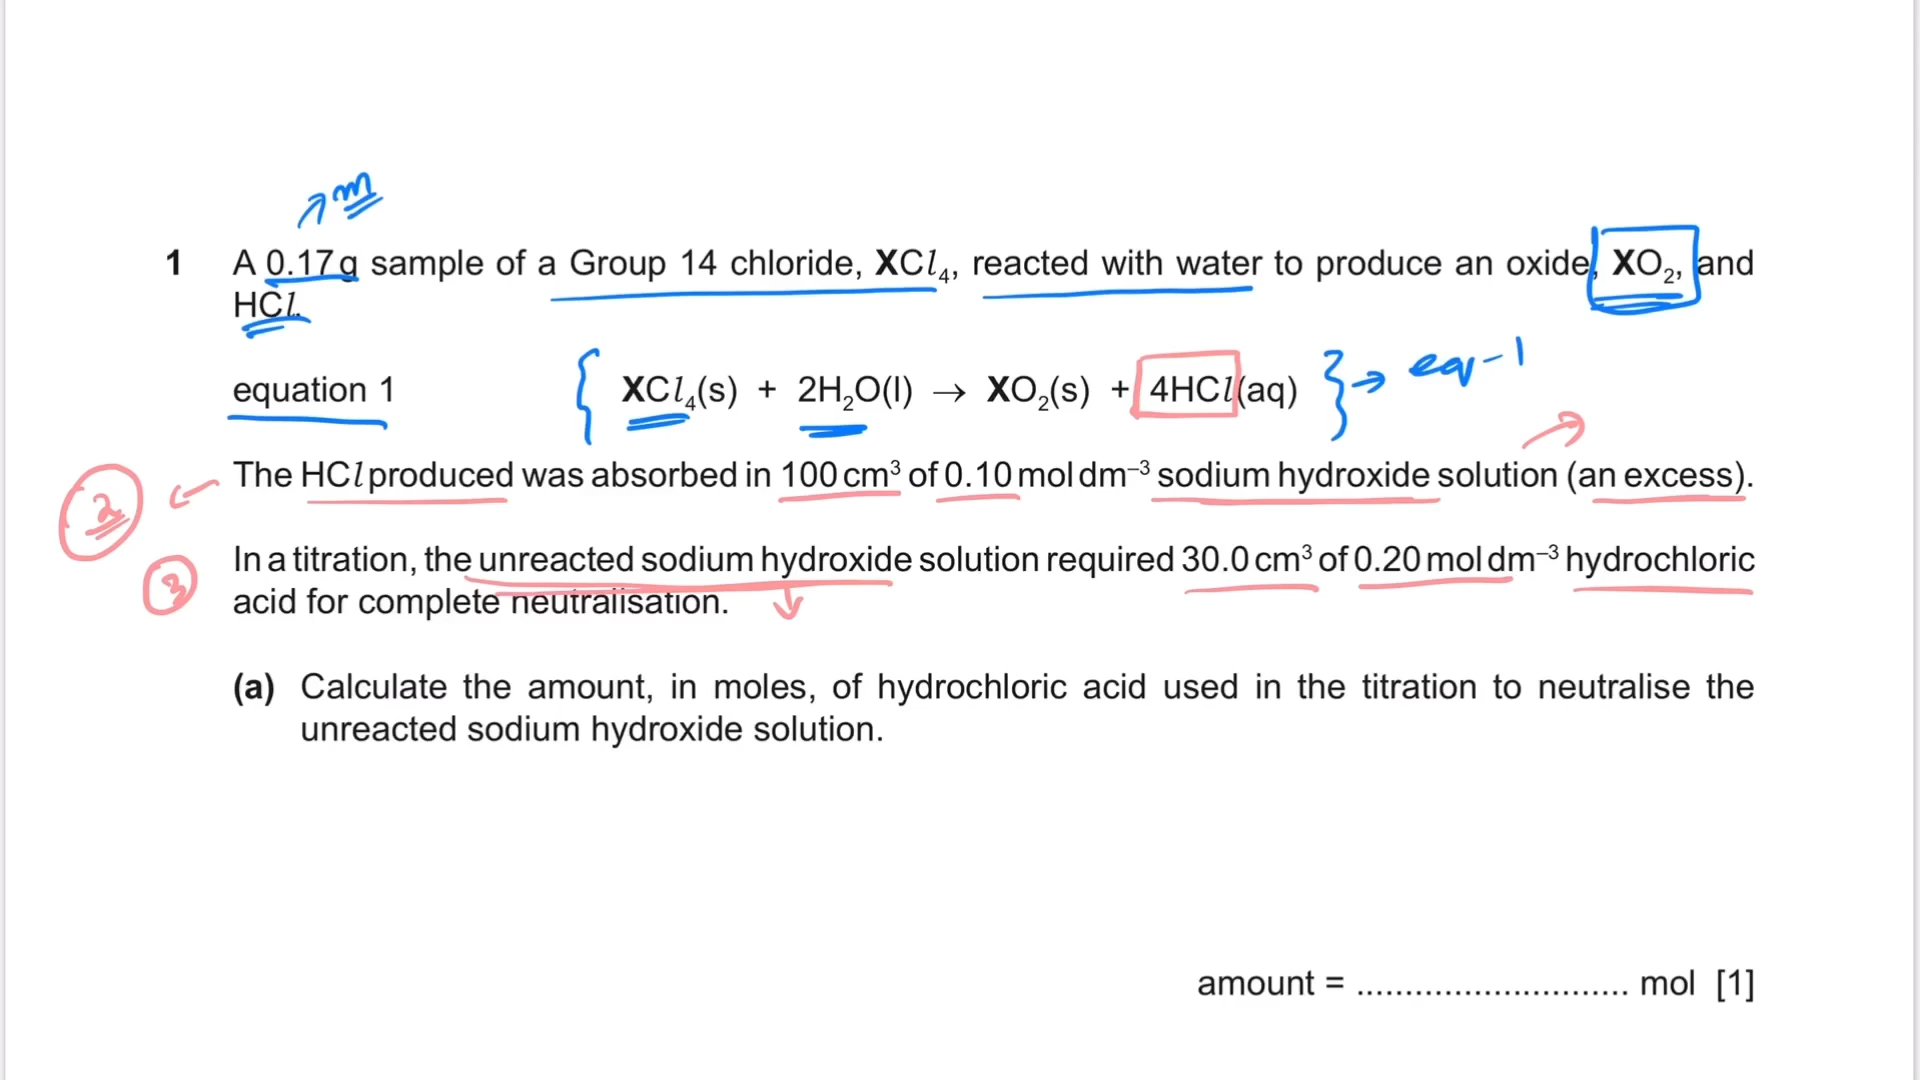 m
1 A 0.17 g sample of a Group 14 chloride, XCl₄, reacted with water to produce an oxide, XO₂, and
HCl.
equation 1 XCl₄(s) + 2H₂O(l) → XO₂(s) + 4HCl(aq) → eq-1
2 The HCl produced was absorbed in 100 cm³ of 0.10 mol dm⁻³ sodium hydroxide solution (an excess).
3 In a titration, the unreacted sodium hydroxide solution required 30.0 cm³ of 0.20 mol dm⁻³ hydrochloric
acid for complete neutralisation.
(a) Calculate the amount, in moles, of hydrochloric acid used in the titration to neutralise the
unreacted sodium hydroxide solution.
amount = ............................ mol [1]